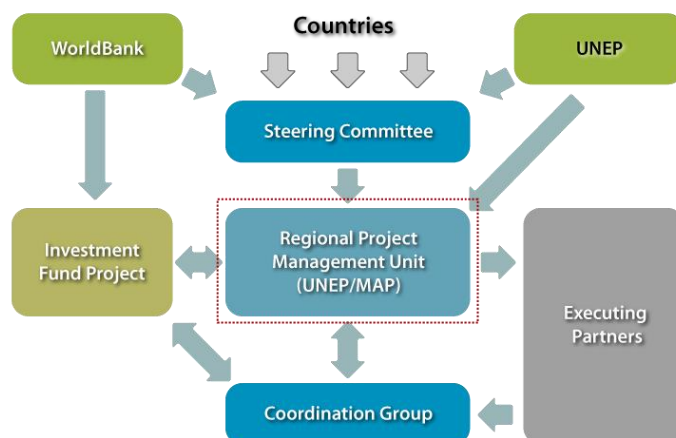 Countries
WorldBank
UNEP
Steering Committee
Investment
Fund Project
Regional Project
Management Unit
(UNEP/MAP)
Executing
Partners
Coordination Group